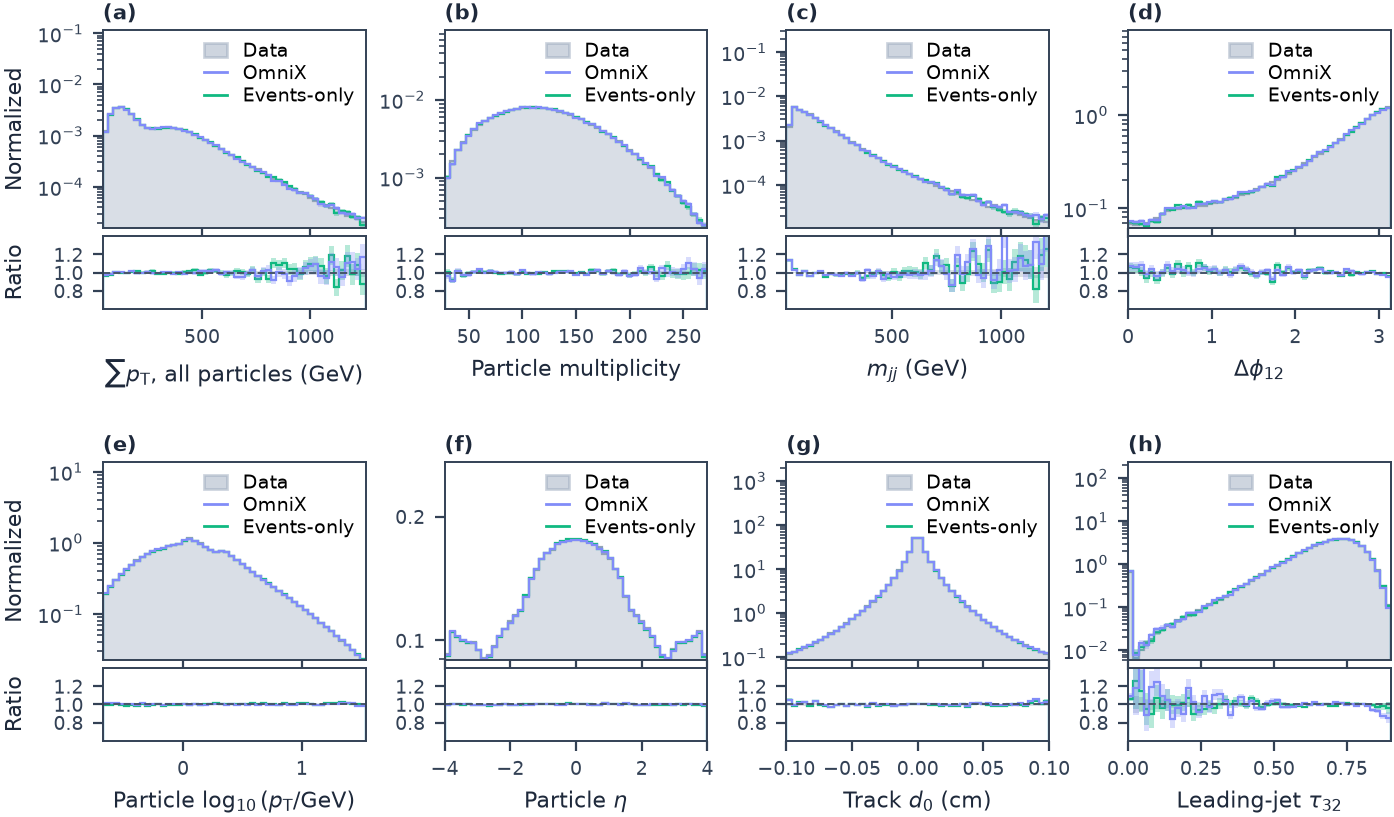 (a) (b) (c) (d)
Normalized
10⁻¹
10⁻²
10⁻³
10⁻⁴
Data
OmniX
Events-only
10⁻²
10⁻³
Data
OmniX
Events-only
10⁻¹
10⁻²
10⁻³
10⁻⁴
Data
OmniX
Events-only
10⁰
10⁻¹
Data
OmniX
Events-only
Ratio
1.2
1.0
0.8
1.2
1.0
0.8
1.2
1.0
0.8
1.2
1.0
0.8
500 1000
50 100 150 200 250
500 1000
0 1 2 3
∑pT, all particles (GeV)
Particle multiplicity
mjj (GeV)
Δϕ12
(e) (f) (g) (h)
Normalized
10¹
10⁰
10⁻¹
Data
OmniX
Events-only
0.2
0.1
Data
OmniX
Events-only
10³
10²
10¹
10⁰
10⁻¹
Data
OmniX
Events-only
10²
10¹
10⁰
10⁻¹
10⁻²
Data
OmniX
Events-only
Ratio
1.2
1.0
0.8
1.2
1.0
0.8
1.2
1.0
0.8
1.2
1.0
0.8
0 1
−4 −2 0 2 4
−0.10 −0.05 0.00 0.05 0.10
0.00 0.25 0.50 0.75
Particle log₁₀(pT/GeV)
Particle η
Track d₀ (cm)
Leading-jet τ₃₂